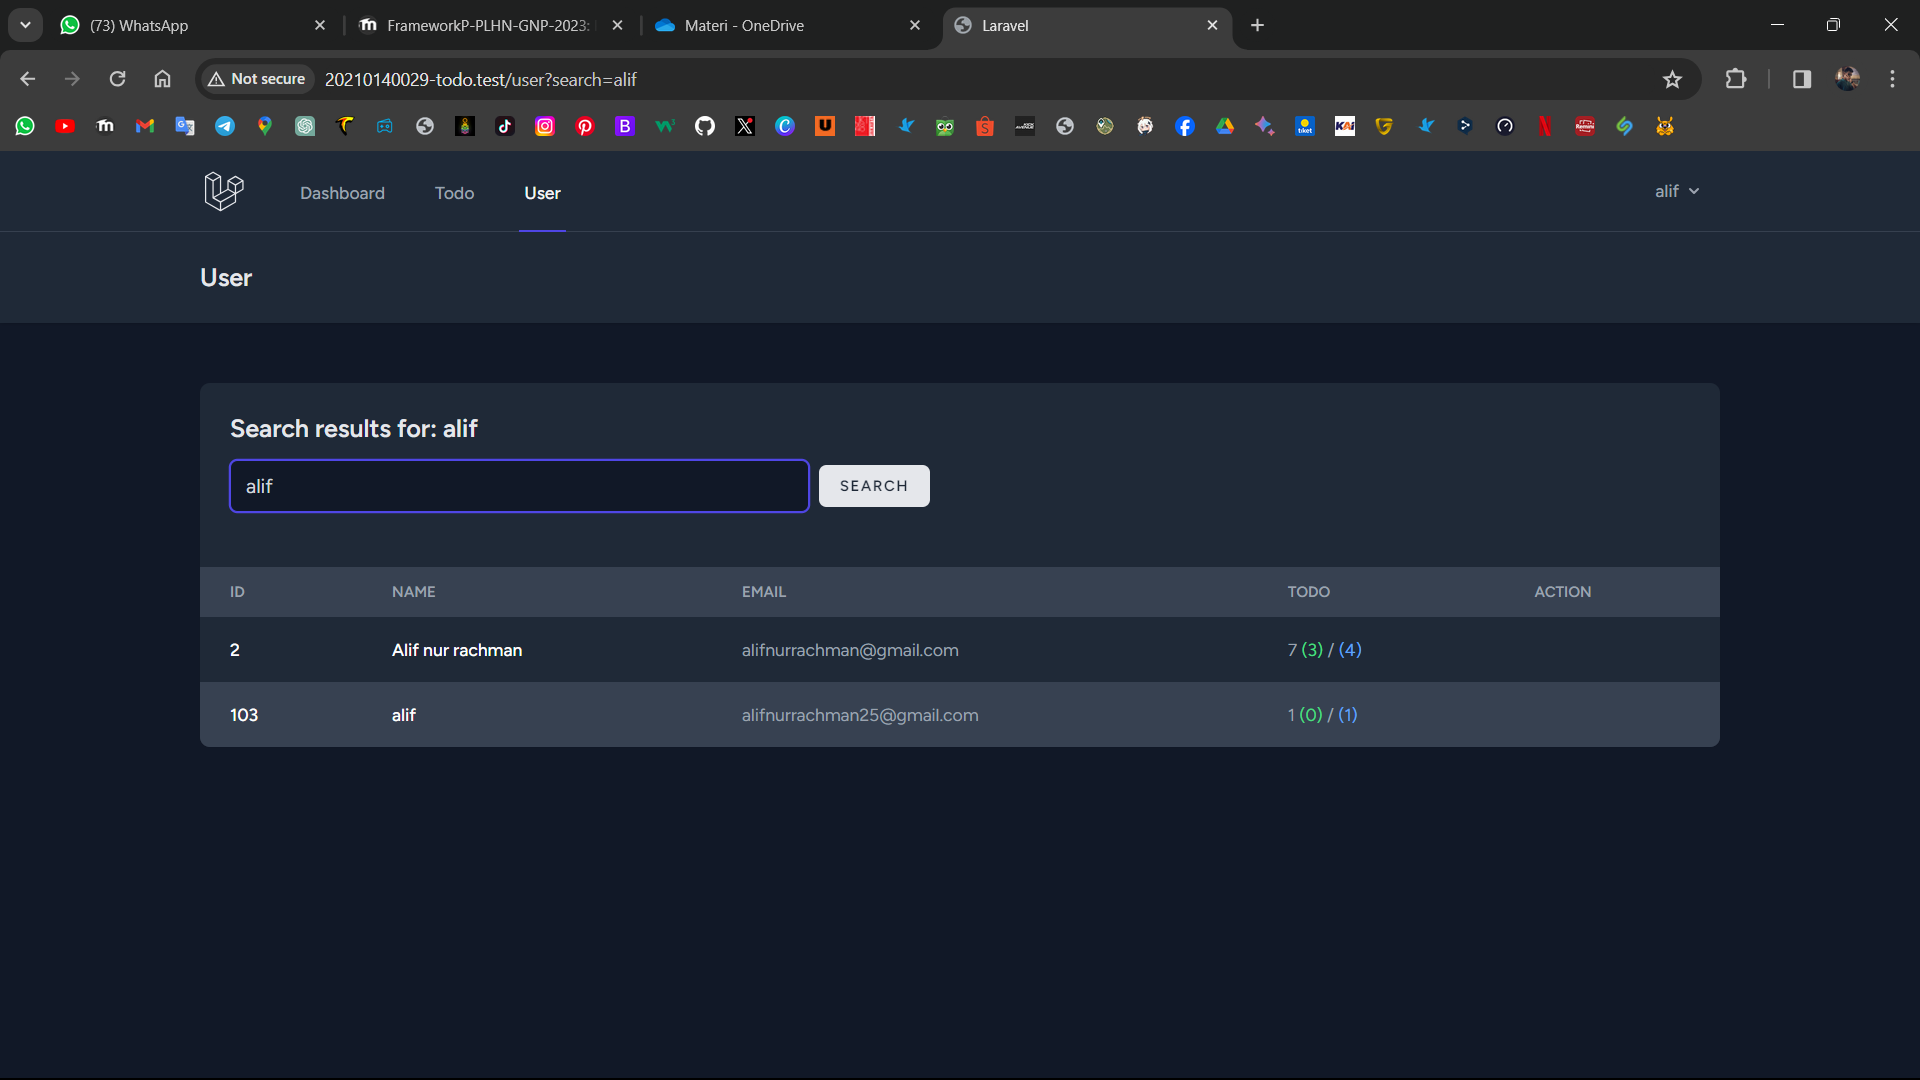 (73) WhatsApp
FrameworkP-PLHN-GNP-2023:
Materi - OneDrive
Laravel
Not secure
20210140029-todo.test/user?search=alif
Dashboard
Todo
User
alif
User
Search results for: alif
alif
SEARCH
ID NAME EMAIL TODO ACTION
2 Alif nur rachman alifnurrachman@gmail.com 7 (3) / (4)
103 alif alifnurrachman25@gmail.com 1 (0) / (1)